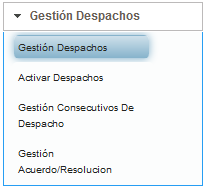 Gestión Despachos
Gestión Despachos
Activar Despachos
Gestión Consecutivos De
Despacho
Gestión
Acuerdo/Resolucion